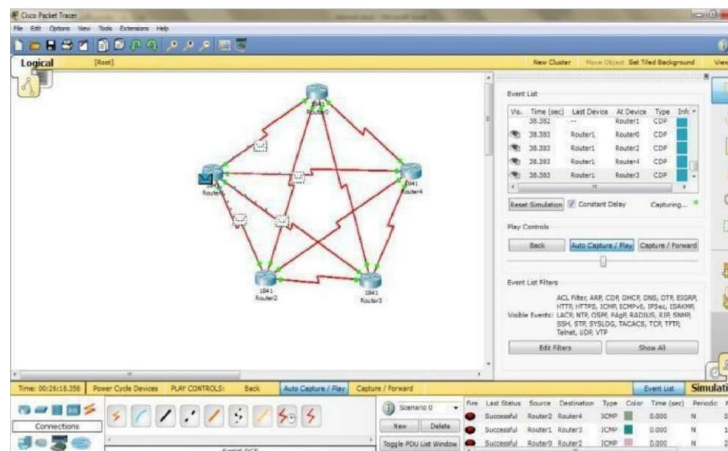 Cisco Packet Tracer
File Edit Options View Tools Extensions Help
Logical [Root] New Cluster Move Object Set Tiled Background
1841
Router0
1841
Router4
1841
Router2
1841
Router3
Event List
Vis. Time (sec) Last Device At Device Type Info
38.382 -- Router1 CDP
38.383 Router1 Router0 CDP
38.383 Router1 Router2 CDP
38.383 Router1 Router4 CDP
38.383 Router1 Router3 CDP
Reset Simulation Constant Delay Capturing...
Play Controls
Back Auto Capture / Play Capture / Forward
Event List Filters
Visible Events: ACL Filter, ARP, CDP, DHCP, DNS, DTP, EIGRP,
HTTP, HTTPS, ICMP, ICMPv6, IPSec, ISAKMP,
LACP, NTP, OSPF, PAgP, RADIUS, RIP, SNMP,
SSH, STP, SYSLOG, TACACS, TCP, TFTP,
Telnet, UDP, VTP
Edit Filters Show All
Time: 00:26:18.356 Power Cycle Devices PLAY CONTROLS: Back Auto Capture / Play Capture / Forward Event List
Connections
Scenario 0
New Delete
Toggle PDU List Window
Fire Last Status Source Destination Type Color Time (sec) Periodic
Successful Router2 Router4 ICMP 0.000 N
Successful Router1 Router3 ICMP 0.000 N
Successful Router0 Router2 ICMP 0.000 N